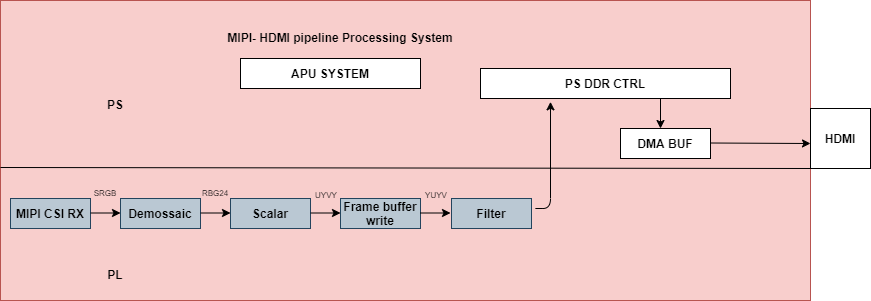 MIPI- HDMI pipeline Processing System
APU SYSTEM
PS DDR CTRL
PS
DMA BUF
HDMI
SRGB
RBG24
UYVY
YUYV
MIPI CSI RX
Demossaic
Scalar
Frame buffer
write
Filter
PL